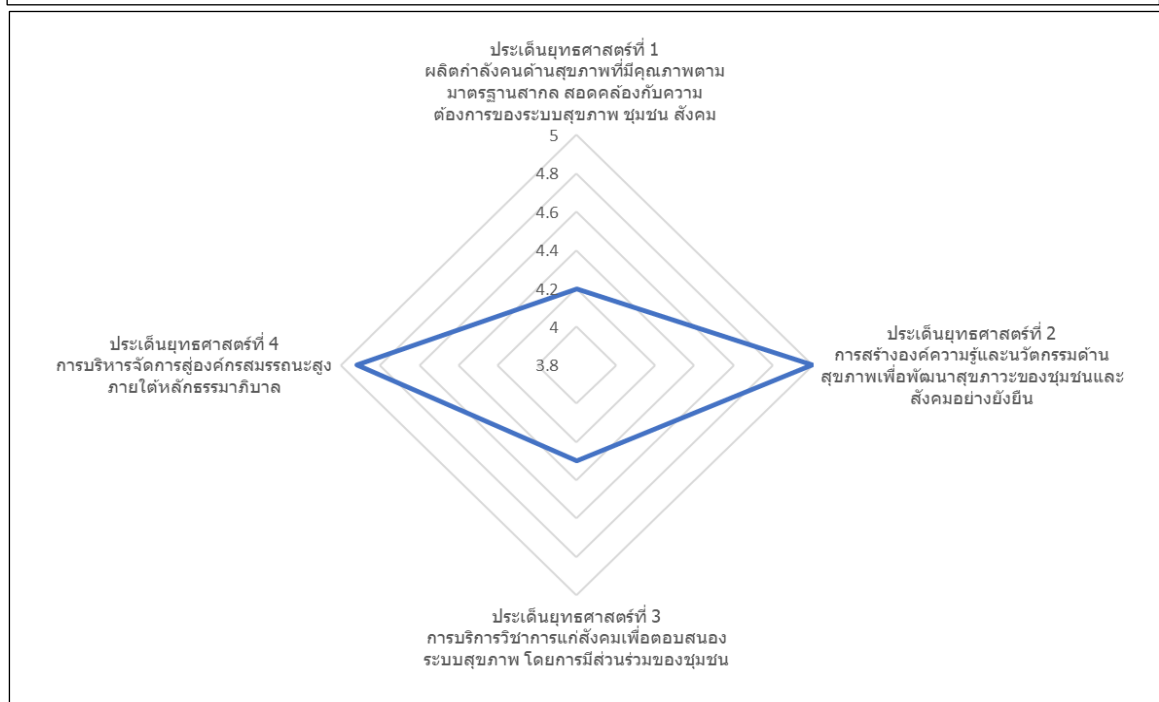 ประเด็นยุทธศาสตร์ที่ 1
ผลิตกำลังคนด้านสุขภาพที่มีคุณภาพตาม
มาตรฐานสากล สอดคล้องกับความ
ต้องการของระบบสุขภาพ ชุมชน สังคม
5
4.8
4.6
4.4
4.2
4
3.8
ประเด็นยุทธศาสตร์ที่ 4
การบริหารจัดการสู่องค์กรสมรรถนะสูง
ภายใต้หลักธรรมาภิบาล
ประเด็นยุทธศาสตร์ที่ 2
การสร้างองค์ความรู้และนวัตกรรมด้าน
สุขภาพเพื่อพัฒนาสุขภาวะของชุมชนและ
สังคมอย่างยังยืน
ประเด็นยุทธศาสตร์ที่ 3
การบริการวิชาการแก่สังคมเพื่อตอบสนอง
ระบบสุขภาพ โดยการมีส่วนร่วมของชุมชน